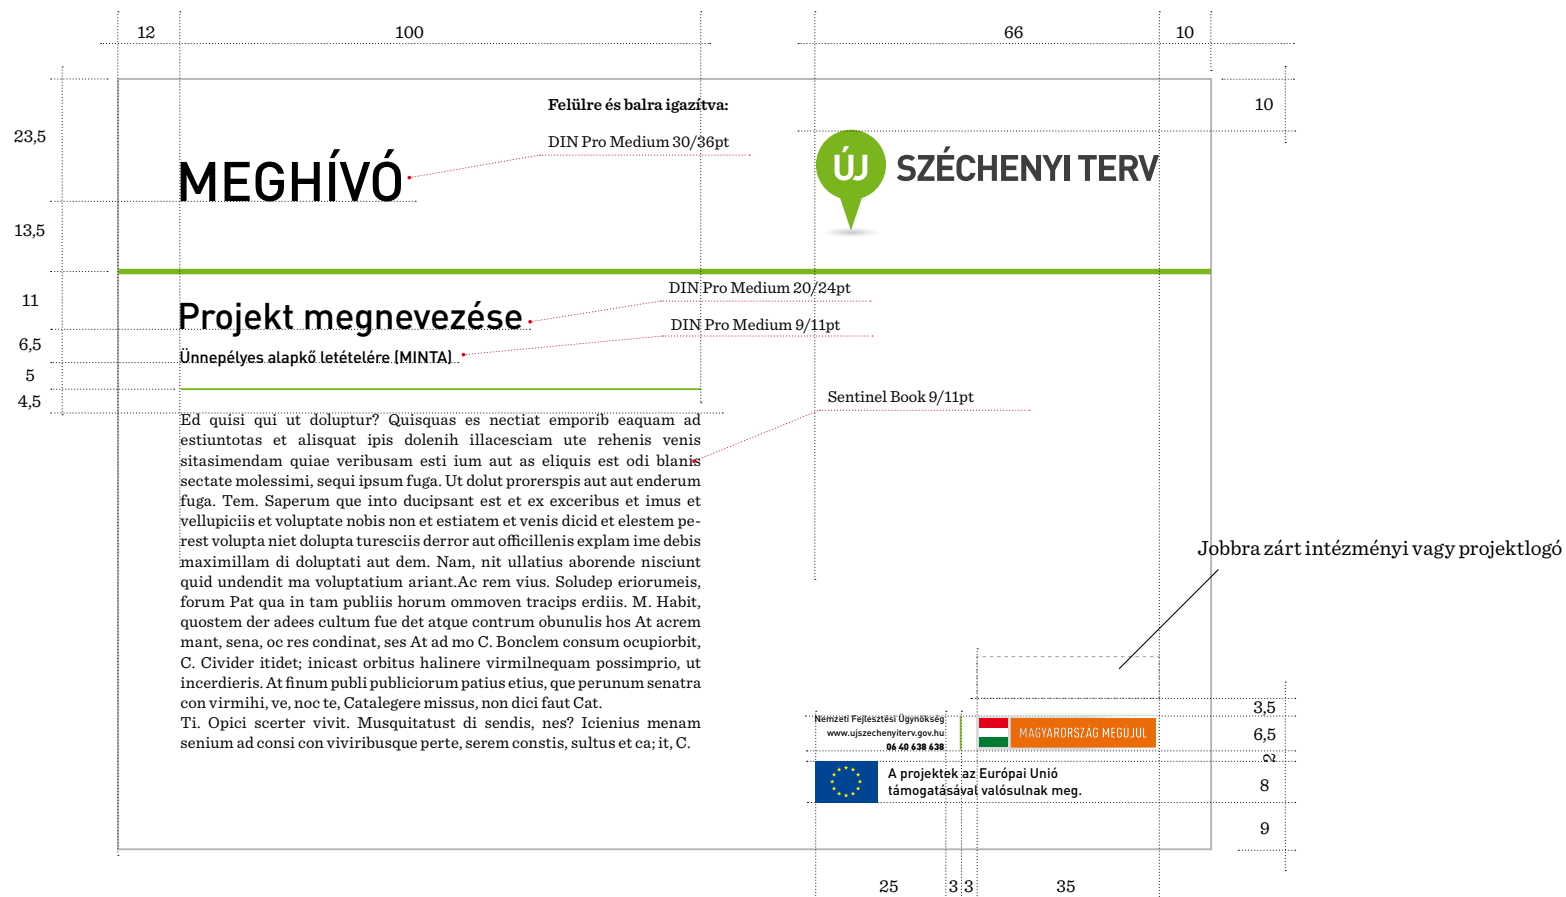 12
100
66
10
Felülre és balra igazítva:
10
23,5
DIN Pro Medium 30/36pt
MEGHÍVÓ
ÚJ SZÉCHENYI TERV
13,5
DIN Pro Medium 20/24pt
11
Projekt megnevezése
DIN Pro Medium 9/11pt
6,5
Ünnepélyes alapkő letételére (MINTA)
5
4,5
Sentinel Book 9/11pt
Ed quisi qui ut doluptur? Quisquas es nectiat emporib eaquam ad
estiuntotas et alisquat ipis dolenih illacesciam ute rehenis venis
sitasimendam quiae veribusam esti ium aut as eliquis est odi blanis
sectate molessimi, sequi ipsum fuga. Ut dolut prorerspis aut aut enderum
fuga. Tem. Saperum que into ducipsant est et ex exceribus et imus et
vellupiciis et voluptate nobis non et estiatem et venis dicid et elestem pe-
rest volupta niet dolupta turesciis derror aut officillenis explam ime debis
maximillam di doluptati aut dem. Nam, nit ullatius aborende nisciunt
quid undendit ma voluptatium ariant.Ac rem vius. Soludep eriorumeis,
forum Pat qua in tam publiis horum ommoven tracips erdiis. M. Habit,
quostem der adees cultum fue det atque contrum obunulis hos At acrem
mant, sena, oc res condinat, ses At ad mo C. Bonclem consum ocupiorbit,
C. Civider itidet; inicast orbitus halinere virmilnequam possimprio, ut
incerdieris. At finum publi publiciorum patius etius, que perunum senatra
con virmihi, ve, noc te, Catalegere missus, non dici faut Cat.
Ti. Opici scerter vivit. Musquitatust di sendis, nes? Icienius menam
senium ad consi con viviribusque perte, serem constis, sultus et ca; it, C.
Jobbra zárt intézményi vagy projektlogó
3,5
Nemzeti Fejlesztési Ügynökség
www.ujszechenyiterv.gov.hu
06 40 638 638
MAGYARORSZÁG MEGÚJUL
6,5
2
A projektek az Európai Unió
támogatásával valósulnak meg.
8
9
25
3
3
35